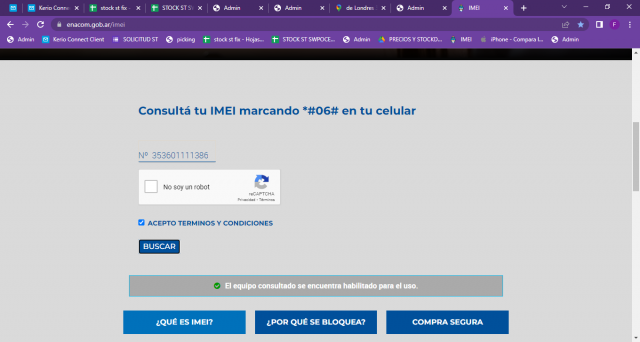 Kerio Conne
stock st fix -
STOCK ST S
Admin
Admin
de Londres
Admin
IMEI
enacom.gob.ar/imei
Admin
Kerio Connect Client
SOLICITUD ST
picking
stock st fix - Hojas...
STOCK ST SWPOCE...
Admin
PRECIOS Y STOCKD...
IMEI
iPhone - Compara l...
Admin
Consultá tu IMEI marcando *#06# en tu celular
Nº 353601111386
No soy un robot
reCAPTCHA
Privacidad - Términos
ACEPTO TERMINOS Y CONDICIONES
BUSCAR
El equipo consultado se encuentra habilitado para el uso.
¿QUÉ ES IMEI?
¿POR QUÉ SE BLOQUEA?
COMPRA SEGURA